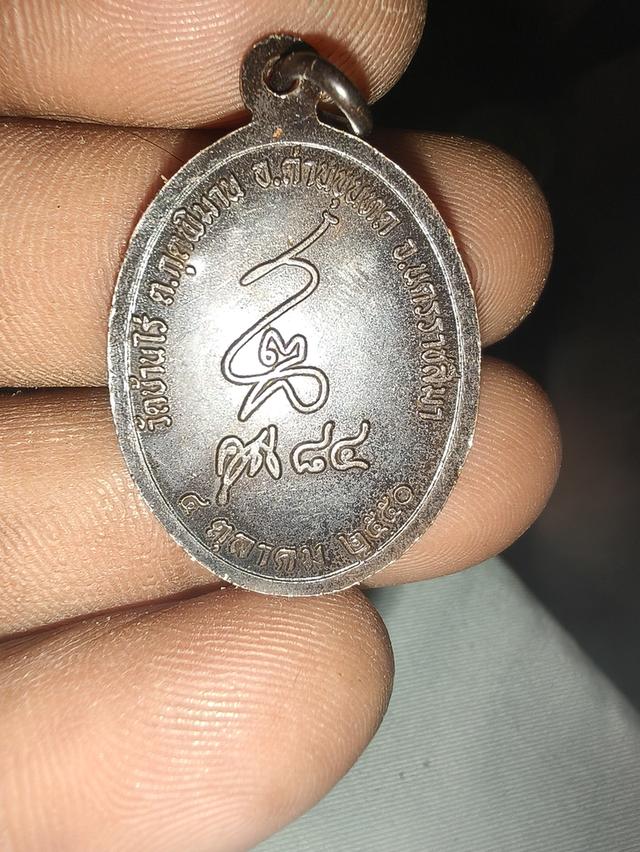 วัดบ้านไร่ ต.กุดพิมาน อ.ด่านขุนทด จ.นครราชสีมา
๘๔
๔ ตุลาคม ๒๕๕๐